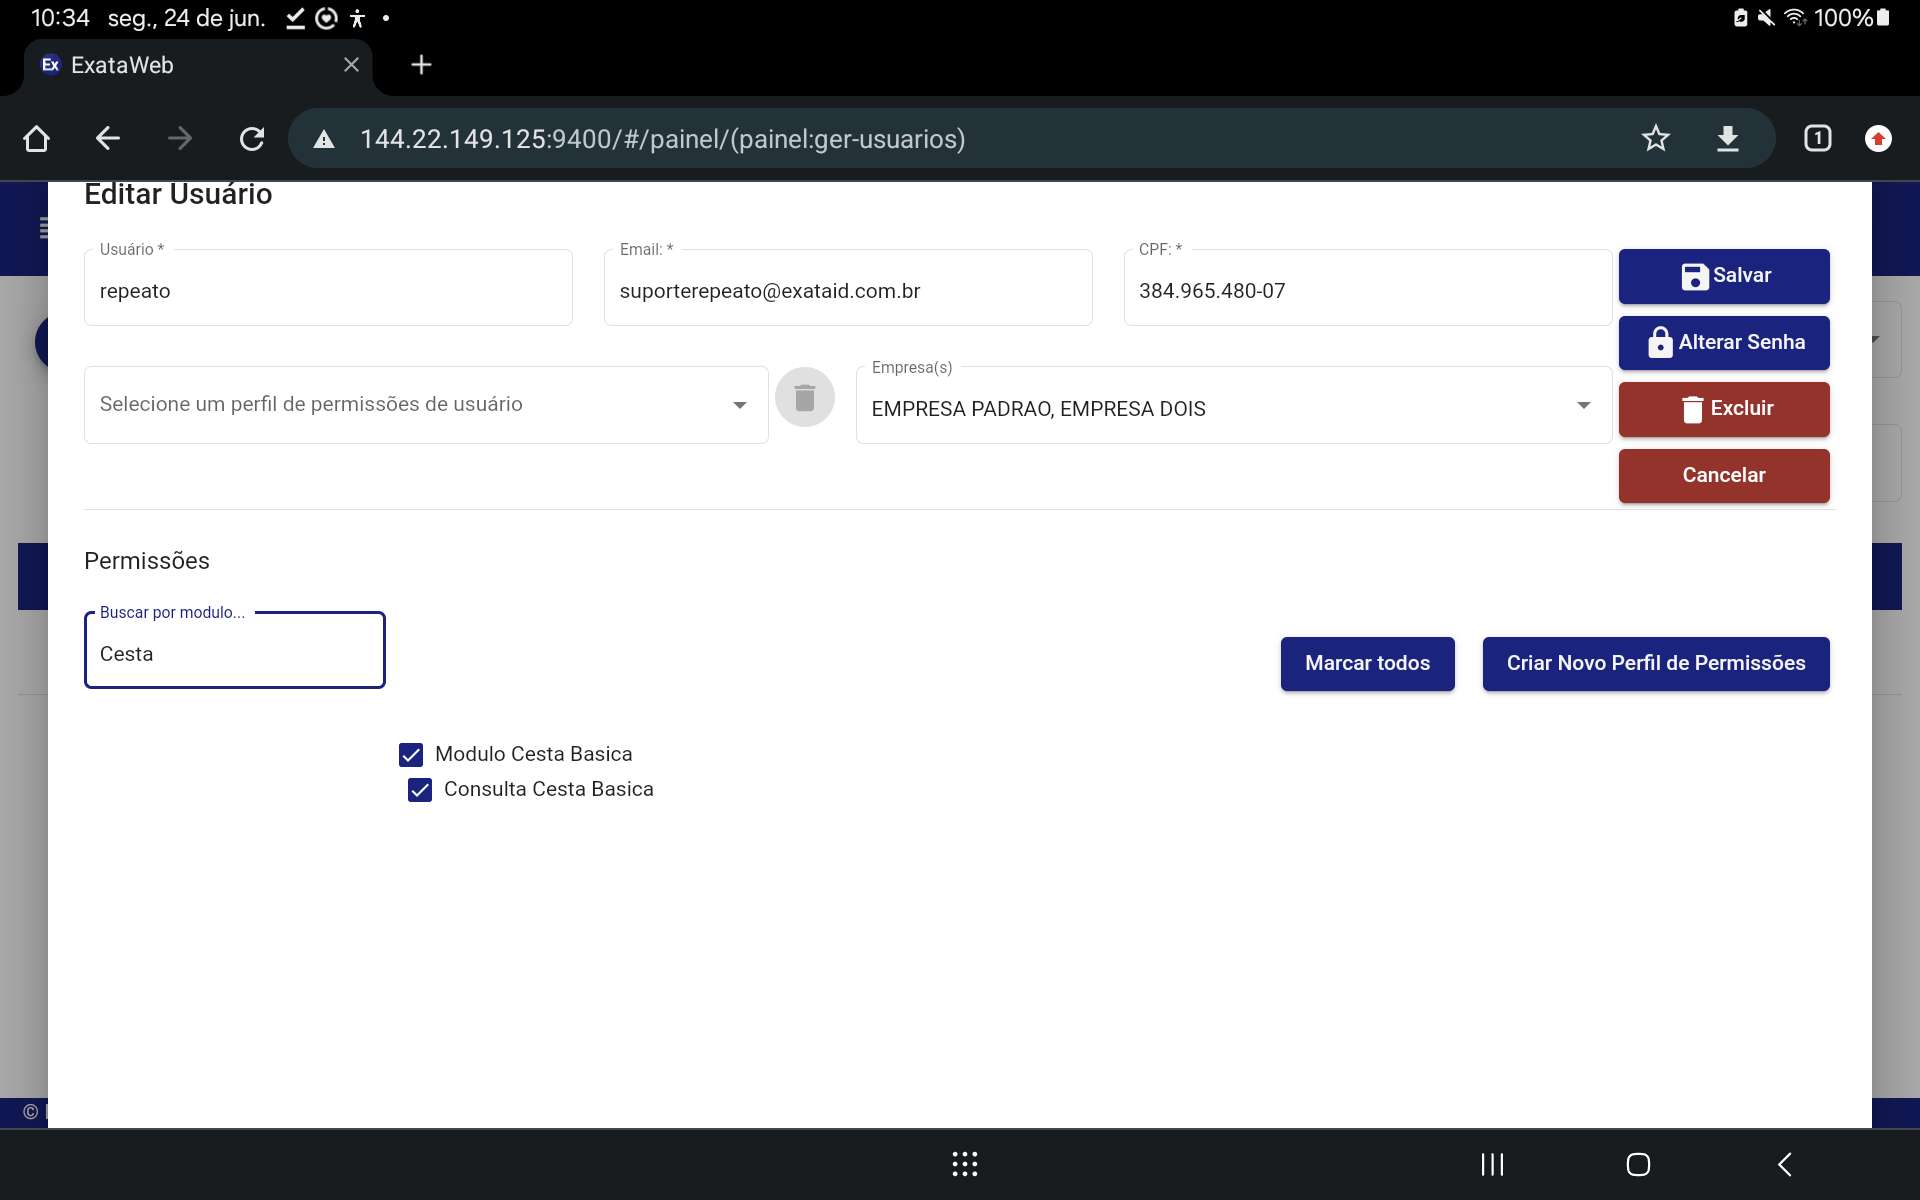 10:34 seg., 24 de jun. 100%
Ex ExataWeb
144.22.149.125:9400/#/painel/(painel:ger-usuarios) 1
Editar Usuário
Usuário * Email: * CPF: *
repeato suporterepeato@exataid.com.br 384.965.480-07 Salvar
Alterar Senha
Empresa(s)
Selecione um perfil de permissões de usuário EMPRESA PADRAO, EMPRESA DOIS Excluir
Cancelar
Permissões
Buscar por modulo...
Cesta Marcar todos Criar Novo Perfil de Permissões
Modulo Cesta Basica
Consulta Cesta Basica
©